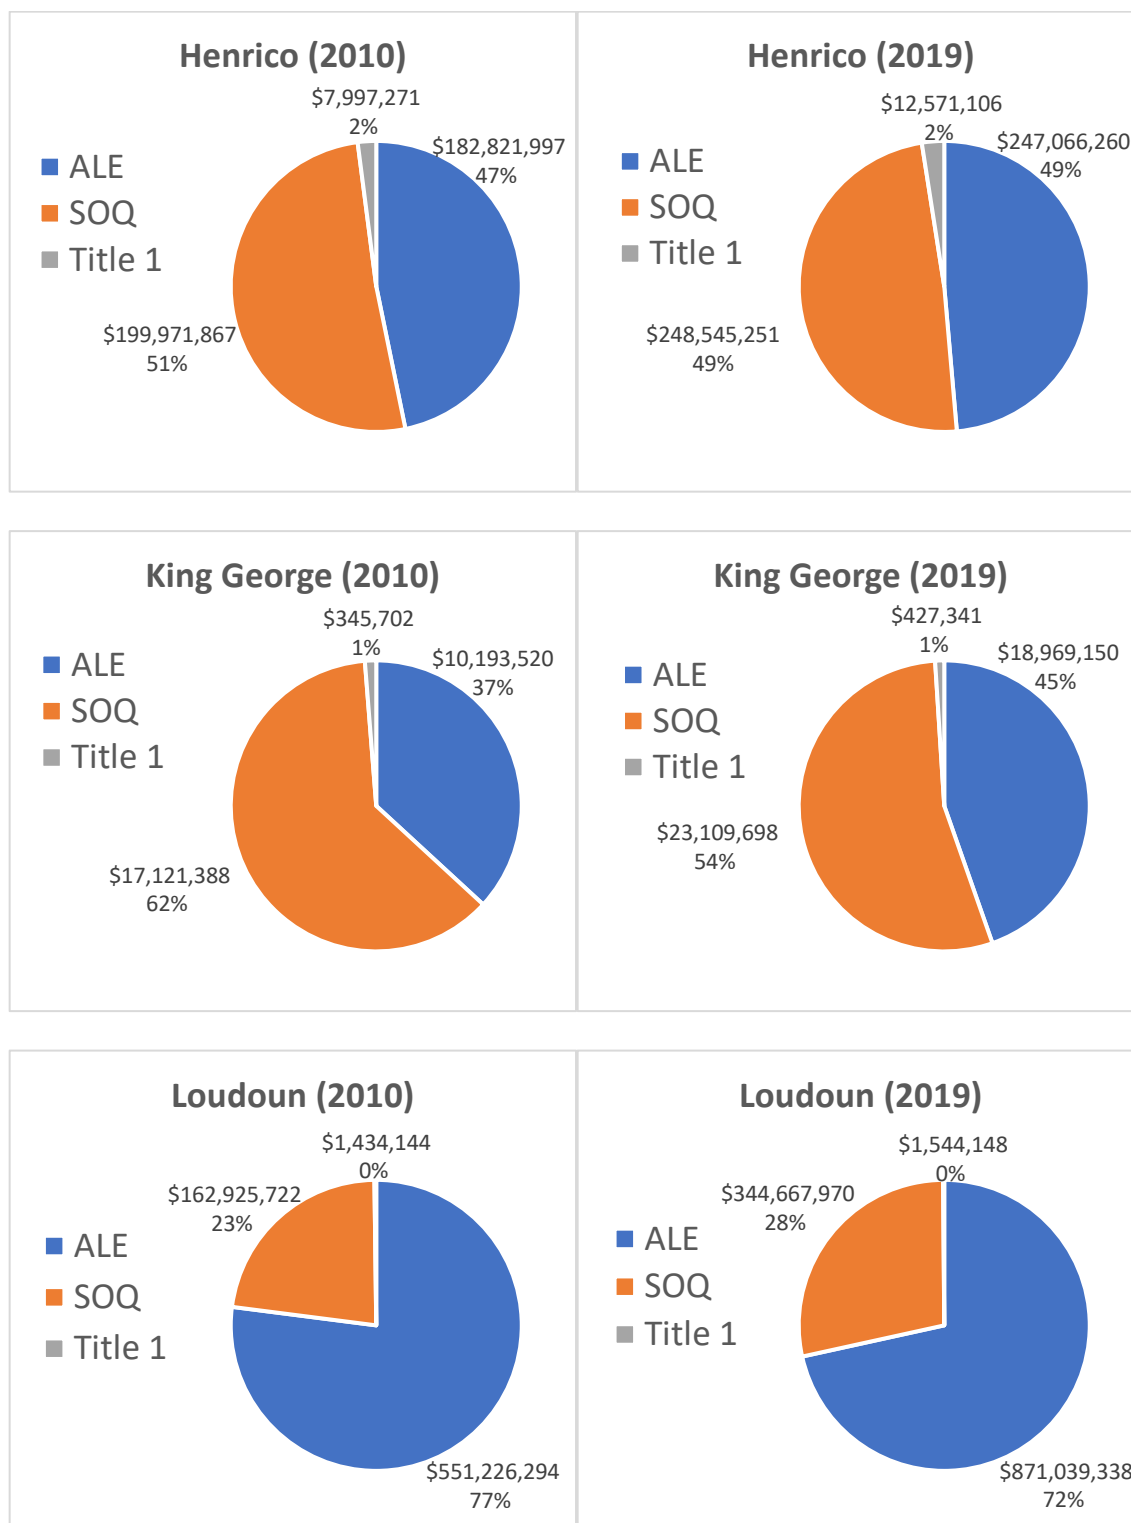 Henrico (2010)
$7,997,271
2%
$182,821,997
47%
ALE
SOQ
Title 1
$199,971,867
51%
Henrico (2019)
$12,571,106
2%
$247,066,260
49%
ALE
SOQ
Title 1
$248,545,251
49%
King George (2010)
$345,702
1%
$10,193,520
37%
ALE
SOQ
Title 1
$17,121,388
62%
King George (2019)
$427,341
1%
$18,969,150
45%
ALE
SOQ
Title 1
$23,109,698
54%
Loudoun (2010)
$1,434,144
0%
$162,925,722
23%
ALE
SOQ
Title 1
$551,226,294
77%
Loudoun (2019)
$1,544,148
0%
$344,667,970
28%
ALE
SOQ
Title 1
$871,039,338
72%